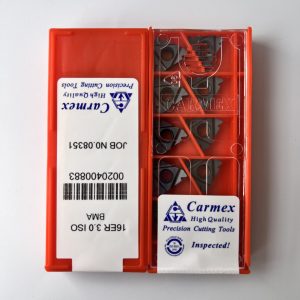 Carmex
High Quality
Precision Cutting Tools
JOB NO.08351
0020400883
16ER 3.0 ISO
BMA
CARMEX
Carmex
High Quality
Precision Cutting Tools
Inspected!